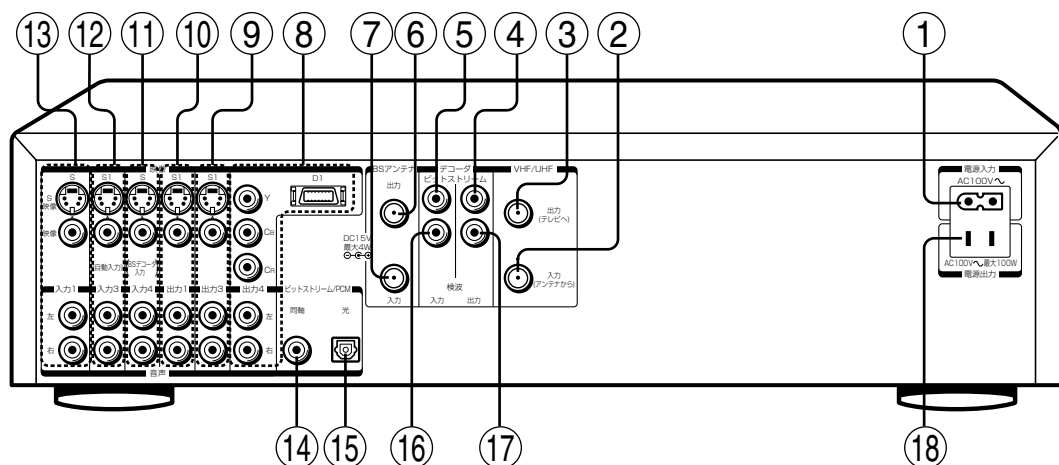 ⑬ ⑫ ⑪ ⑩ ⑨ ⑧ ⑦ ⑥ ⑤ ④ ③ ② ①
映像
S S1 S S1 S1
D1
S映像
映像
Y
CB
CR
自動入力
BSデコーダ入力
DC15V
最大4W
入力1 入力3 入力4 出力1 出力3 出力4 ビットストリーム/PCM
左 左
右 右
同軸 光
音声
BSアンテナ
出力
入力
デコーダ
ビットストリーム
検波
入力 出力
VHF/UHF
出力
(テレビへ)
入力
(アンテナから)
電源入力
AC100V〜
AC100V〜最大100W
電源出力
⑭ ⑮ ⑯ ⑰ ⑱